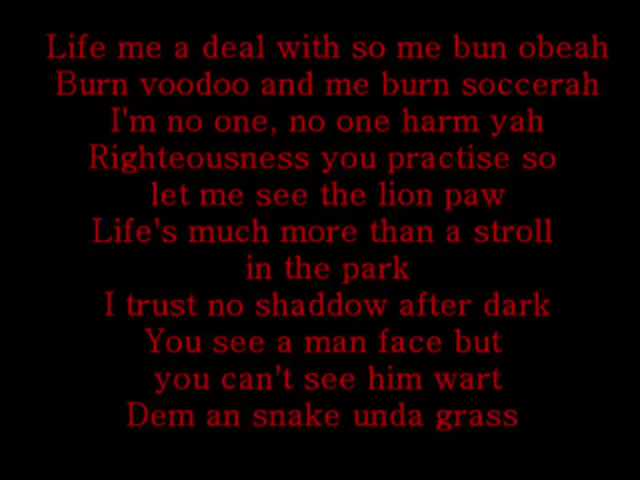 Life me a deal with so me bun obeah
Burn voodoo and me burn soccerah
I'm no one, no one harm yah
Righteousness you practise so
let me see the lion paw
Life's much more than a stroll
in the park
I trust no shaddow after dark
You see a man face but
you can't see him wart
Dem an snake unda grass